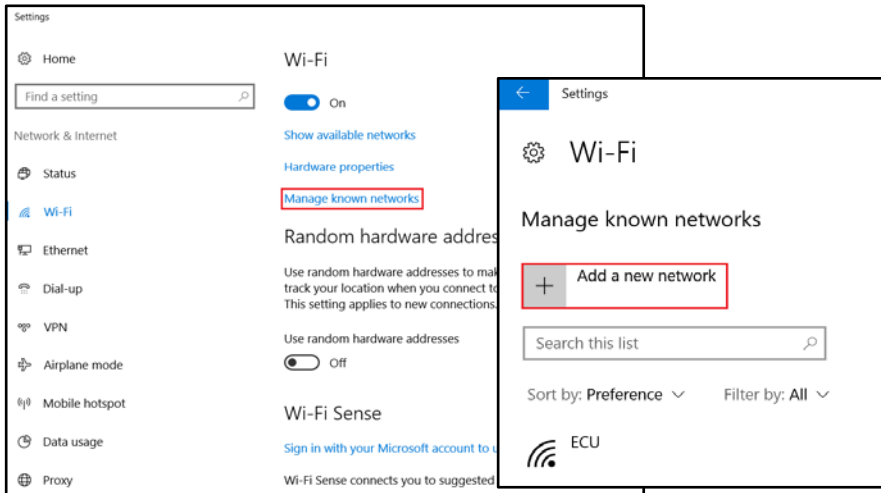 Settings
Home
Find a setting
Network & Internet
Status
Wi-Fi
Ethernet
Dial-up
VPN
Airplane mode
Mobile hotspot
Data usage
Proxy
Wi-Fi
On
Show available networks
Hardware properties
Manage known networks
Random hardware addres
Use random hardware addresses to mak
track your location when you connect to
This setting applies to new connections.
Use random hardware addresses
Off
Wi-Fi Sense
Sign in with your Microsoft account to u
Wi-Fi Sense connects you to suggested
Settings
Wi-Fi
Manage known networks
Add a new network
Search this list
Sort by: Preference Filter by: All
ECU